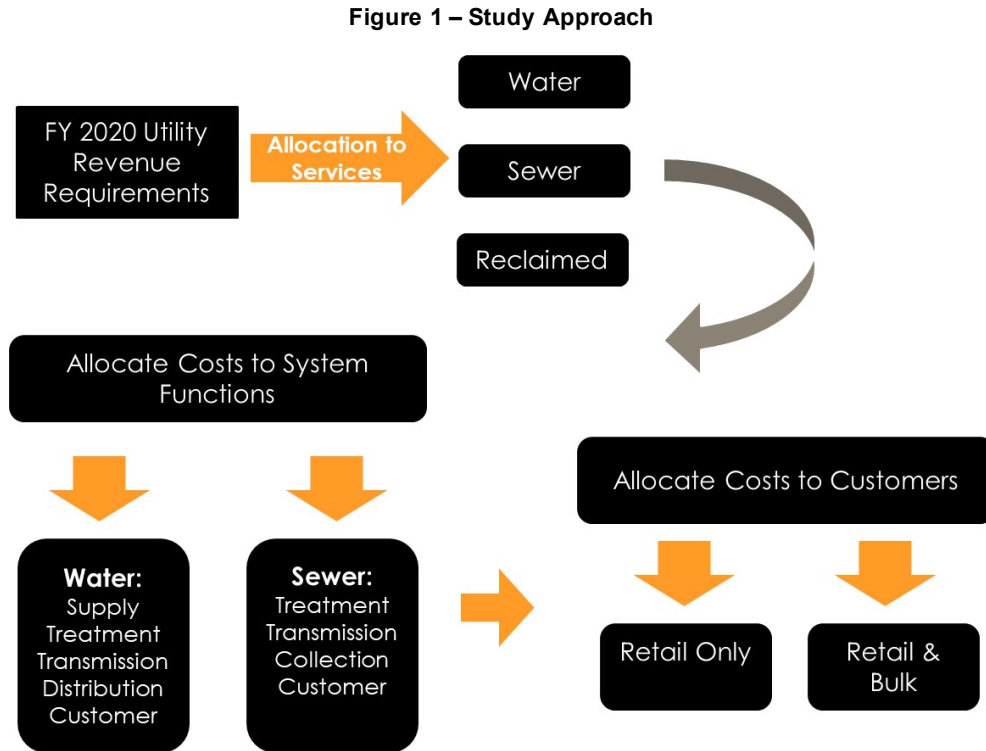 Figure 1 – Study Approach
Water
FY 2020 Utility
Revenue
Requirements
Allocation to
Services
Sewer
Reclaimed
Allocate Costs to System
Functions
Allocate Costs to Customers
Water:
Supply
Treatment
Transmission
Distribution
Customer
Sewer:
Treatment
Transmission
Collection
Customer
Retail Only
Retail &
Bulk